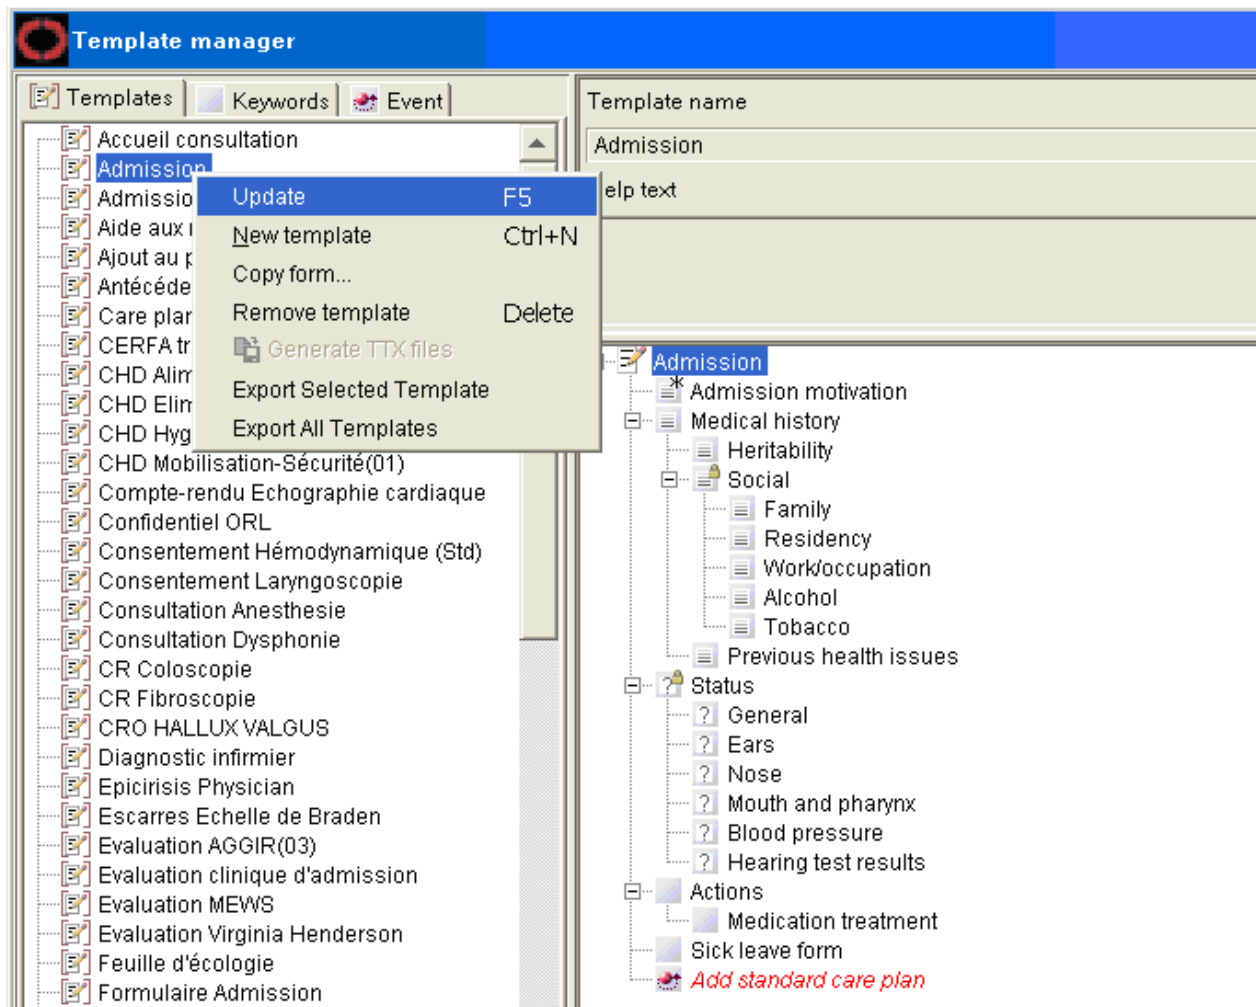 Template manager
Templates Keywords Event
Accueil consultation
Admission
Admissio
Aide aux
Ajout au p
Antécéde
Care plan
CERFA tr
CHD Alim
CHD Elim
CHD Hyg
CHD Mobilisation-Sécurité(01)
Compte-rendu Echographie cardiaque
Confidentiel ORL
Consentement Hémodynamique (Std)
Consentement Laryngoscopie
Consultation Anesthesie
Consultation Dysphonie
CR Coloscopie
CR Fibroscopie
CRO HALLUX VALGUS
Diagnostic infirmier
Epicirisis Physician
Escarres Echelle de Braden
Evaluation AGGIR(03)
Evaluation clinique d'admission
Evaluation MEWS
Evaluation Virginia Henderson
Feuille d'écologie
Formulaire Admission
Update F5
New template Ctrl+N
Copy form...
Remove template Delete
Generate TTX files
Export Selected Template
Export All Templates
Template name
Admission
elp text
Admission
Admission motivation
Medical history
Heritability
Social
Family
Residency
Work/occupation
Alcohol
Tobacco
Previous health issues
Status
General
Ears
Nose
Mouth and pharynx
Blood pressure
Hearing test results
Actions
Medication treatment
Sick leave form
Add standard care plan